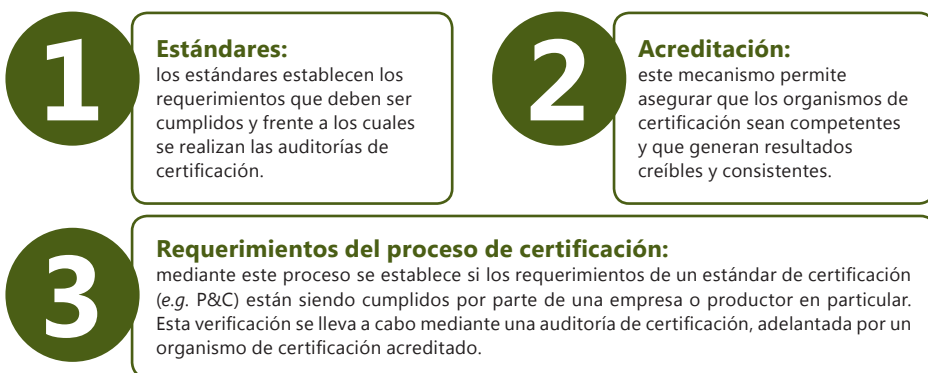 1
Estándares:
los estándares establecen los
requerimientos que deben ser
cumplidos y frente a los cuales
se realizan las auditorías de
certificación.
2
Acreditación:
este mecanismo permite
asegurar que los organismos de
certificación sean competentes
y que generan resultados
creíbles y consistentes.
3
Requerimientos del proceso de certificación:
mediante este proceso se establece si los requerimientos de un estándar de certificación
(e.g. P&C) están siendo cumplidos por parte de una empresa o productor en particular.
Esta verificación se lleva a cabo mediante una auditoría de certificación, adelantada por un
organismo de certificación acreditado.